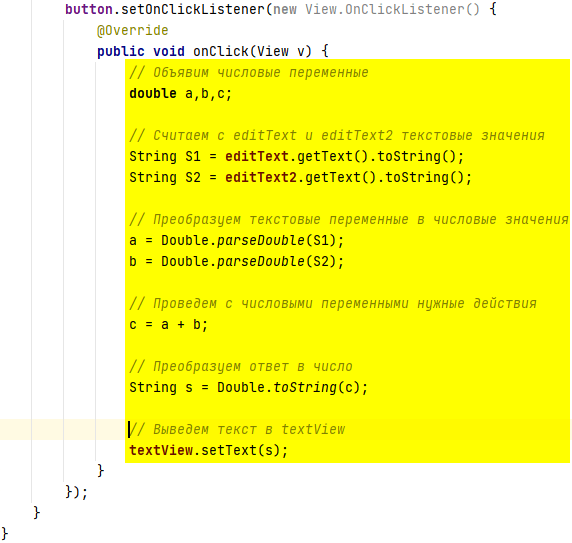 button.setOnClickListener(new View.OnClickListener() {
@Override
public void onClick(View v) {
// Объявим числовые переменные
double a,b,c;
// Считаем с editText и editText2 текстовые значения
String S1 = editText.getText().toString();
String S2 = editText2.getText().toString();
// Преобразуем текстовые переменные в числовые значения
a = Double.parseDouble(S1);
b = Double.parseDouble(S2);
// Проведем с числовыми переменными нужные действия
c = a + b;
// Преобразуем ответ в число
String s = Double.toString(c);
// Выведем текст в textView
textView.setText(s);
}
});
}
}